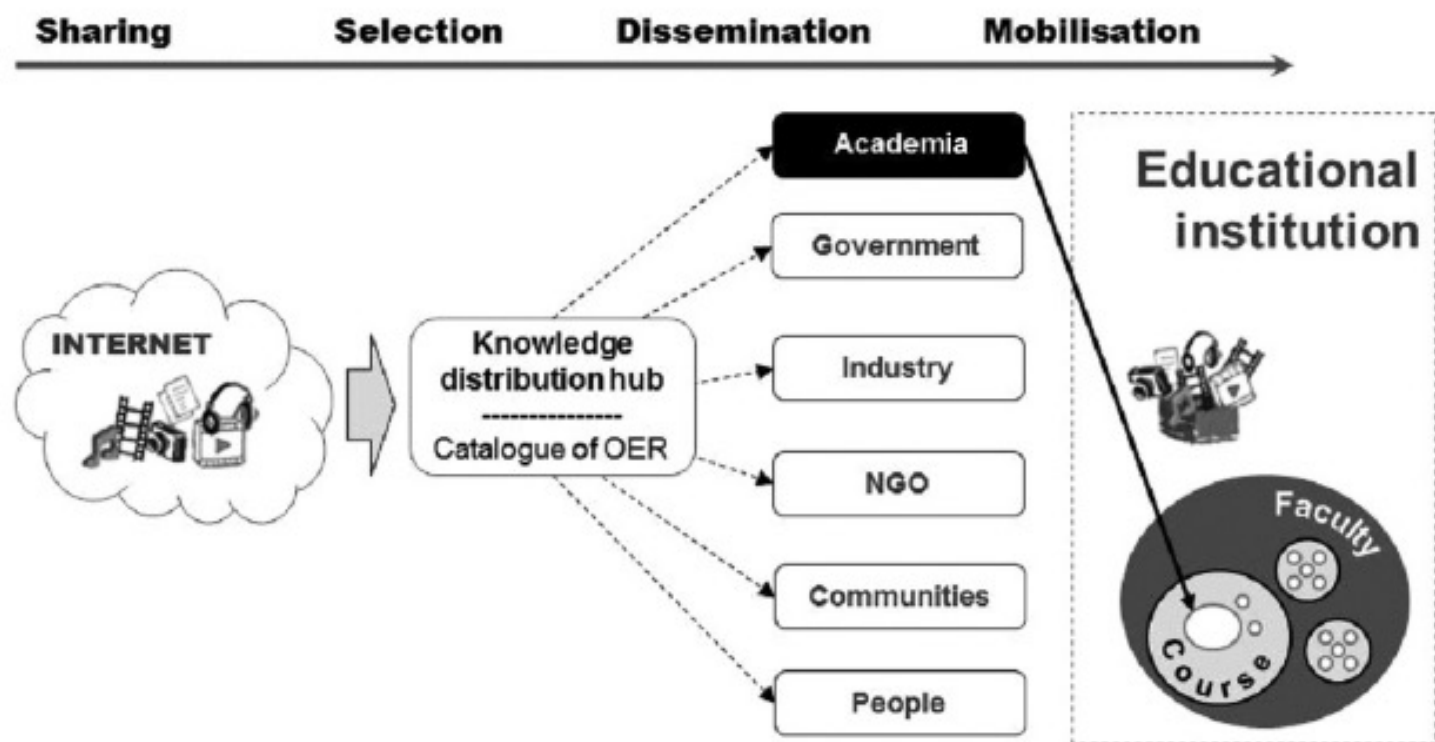 Sharing Selection Dissemination Mobilisation
Academia
Educational
institution
Government
INTERNET
Knowledge
distribution hub
---------------
Catalogue of OER
Industry
NGO
Faculty
Communities
Course
People